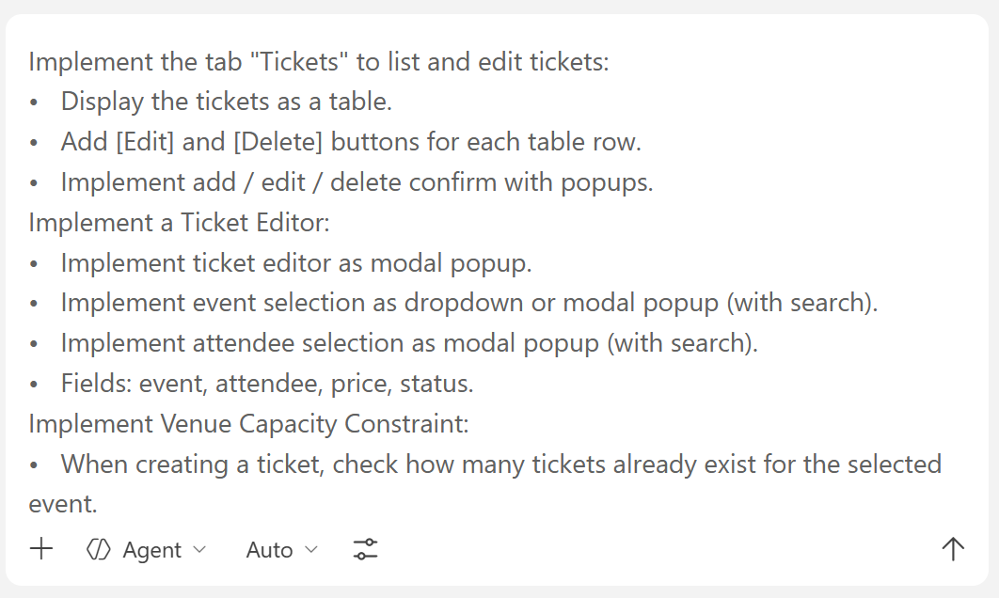 Implement the tab "Tickets" to list and edit tickets:
• Display the tickets as a table.
• Add [Edit] and [Delete] buttons for each table row.
• Implement add / edit / delete confirm with popups.
Implement a Ticket Editor:
• Implement ticket editor as modal popup.
• Implement event selection as dropdown or modal popup (with search).
• Implement attendee selection as modal popup (with search).
• Fields: event, attendee, price, status.
Implement Venue Capacity Constraint:
• When creating a ticket, check how many tickets already exist for the selected
event.
Agent Auto